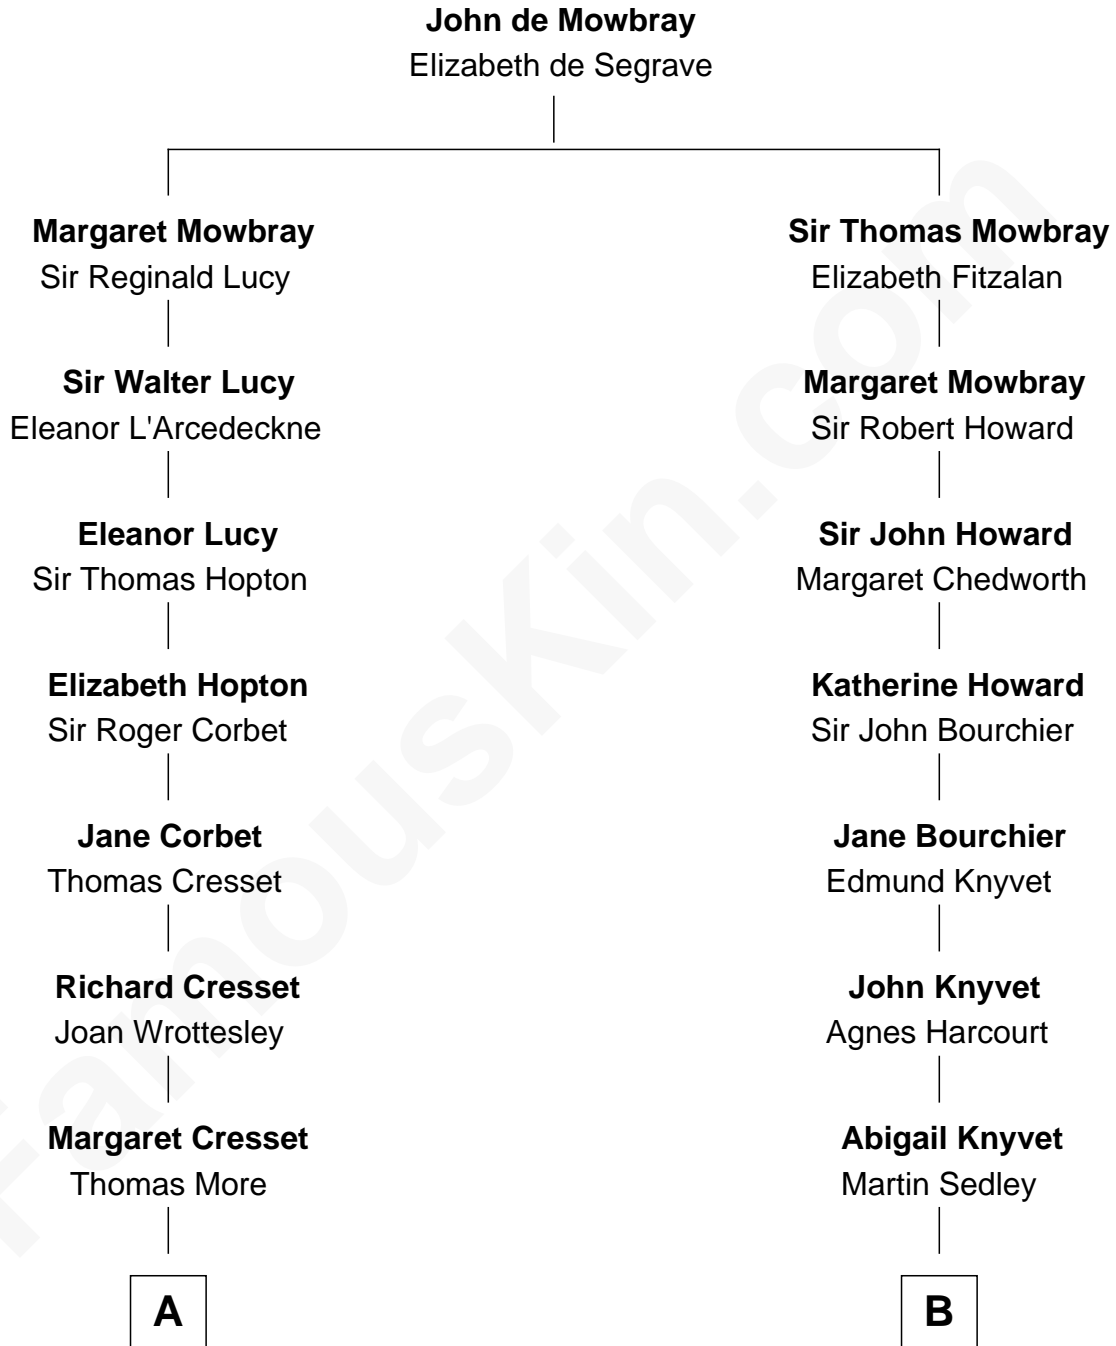 John de Mowbray
Elizabeth de Segrave
Margaret Mowbray
Sir Reginald Lucy
Sir Thomas Mowbray
Elizabeth Fitzalan
Sir Walter Lucy
Eleanor L'Arcedeckne
Margaret Mowbray
Sir Robert Howard
Eleanor Lucy
Sir Thomas Hopton
Sir John Howard
Margaret Chedworth
Elizabeth Hopton
Sir Roger Corbet
Katherine Howard
Sir John Bourchier
Jane Corbet
Thomas Cresset
Jane Bourchier
Edmund Knyvet
Richard Cresset
Joan Wrottesley
John Knyvet
Agnes Harcourt
Margaret Cresset
Thomas More
Abigail Knyvet
Martin Sedley
A
B
FamousKin.com